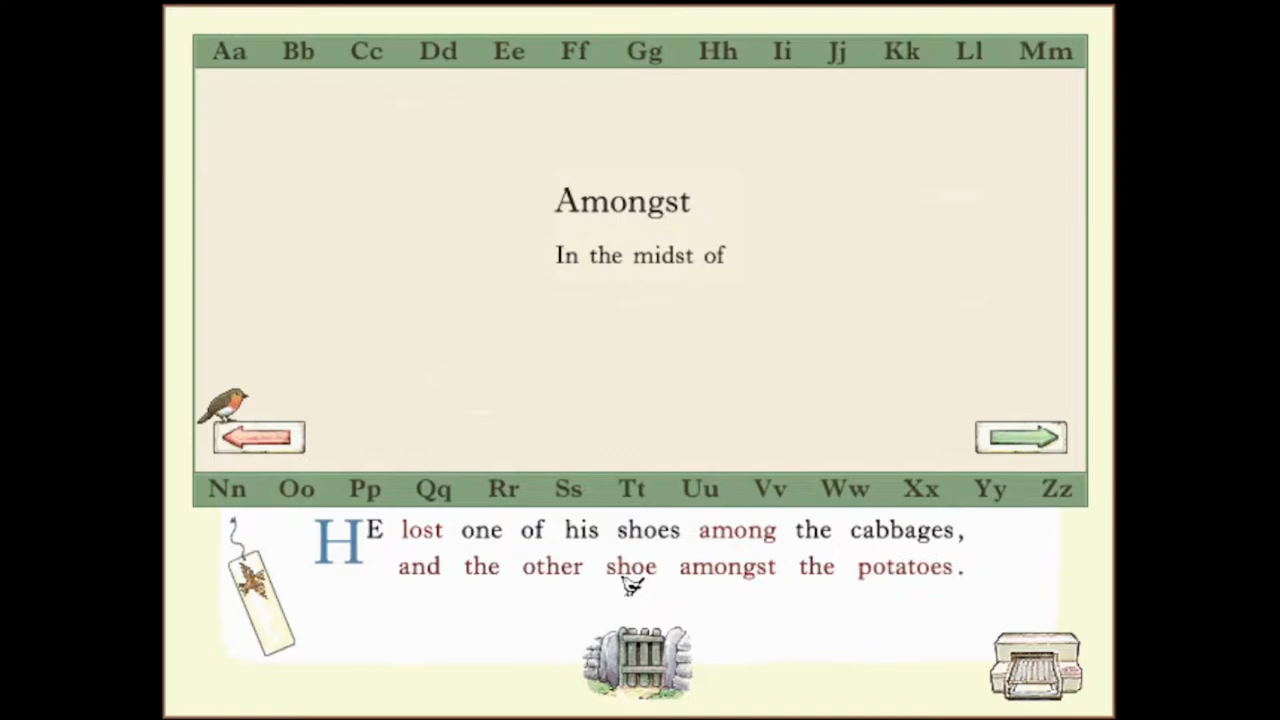 Aa Bb Cc Dd Ee Ff Gg Hh Ii Jj Kk Ll Mm
Amongst
In the midst of
Nn Oo Pp Qq Rr Ss Tt Uu Vv Ww Xx Yy Zz
HE lost one of his shoes among the cabbages,
and the other shoe amongst the potatoes.